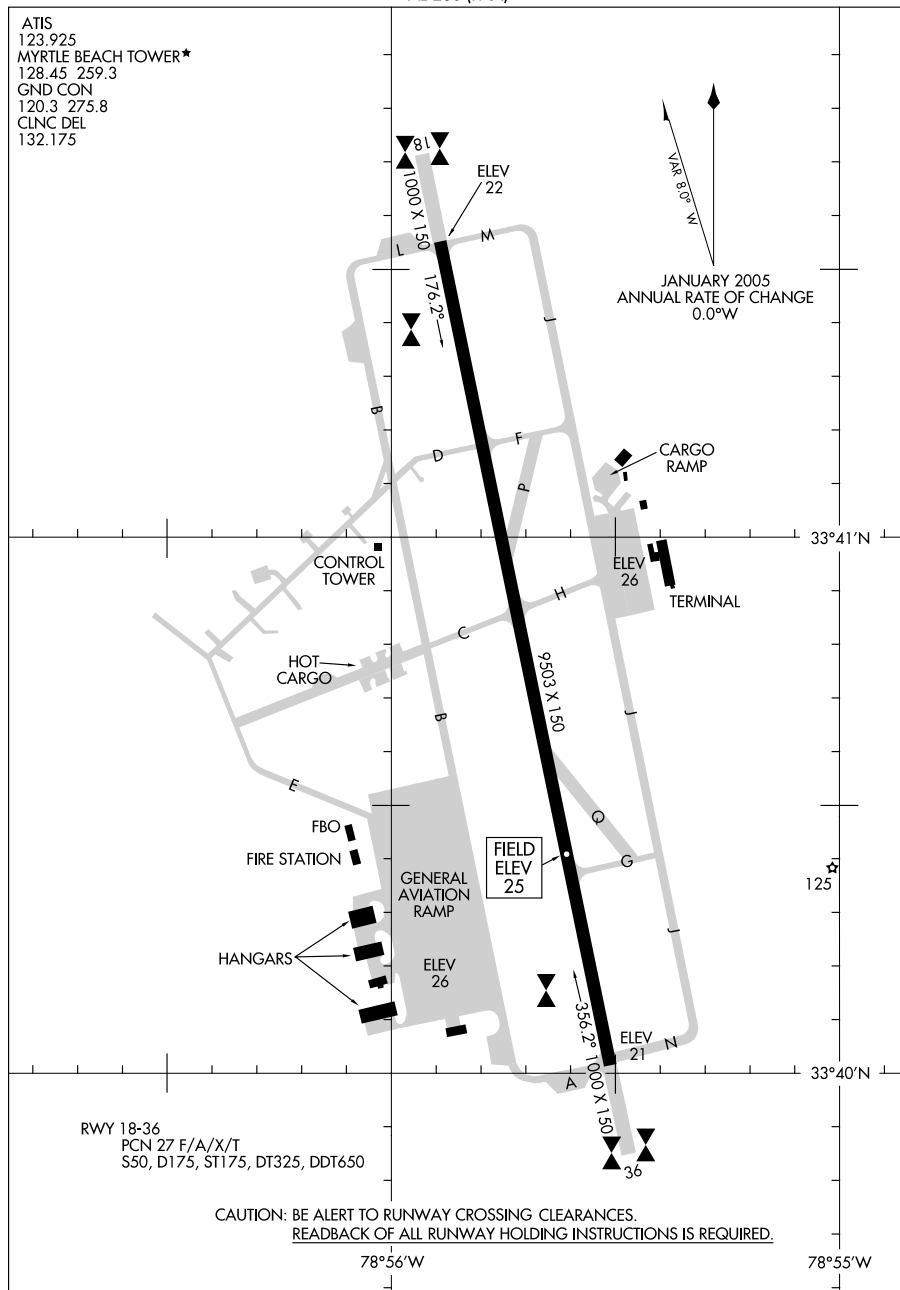 ATIS
123.925
MYRTLE BEACH TOWER★
128.45 259.3
GND CON
120.3 275.8
CLNC DEL
132.175
18
1000 X 150
ELEV
22
VAR 8.0° W
JANUARY 2005
ANNUAL RATE OF CHANGE
0.0°W
L
M
176.2°
J
B
D
F
P
CARGO
RAMP
33°41'N
CONTROL
TOWER
ELEV
26
TERMINAL
H
C
HOT
CARGO
9503 X 150
B
J
E
Q
FBO
FIRE STATION
FIELD
ELEV
25
G
125
GENERAL
AVIATION
RAMP
J
HANGARS
ELEV
26
356.2°
1000 X 150
ELEV
21
N
A
33°40'N
36
RWY 18-36
PCN 27 F/A/X/T
S50, D175, ST175, DT325, DDT650
CAUTION: BE ALERT TO RUNWAY CROSSING CLEARANCES.
READBACK OF ALL RUNWAY HOLDING INSTRUCTIONS IS REQUIRED.
78°56'W
78°55'W